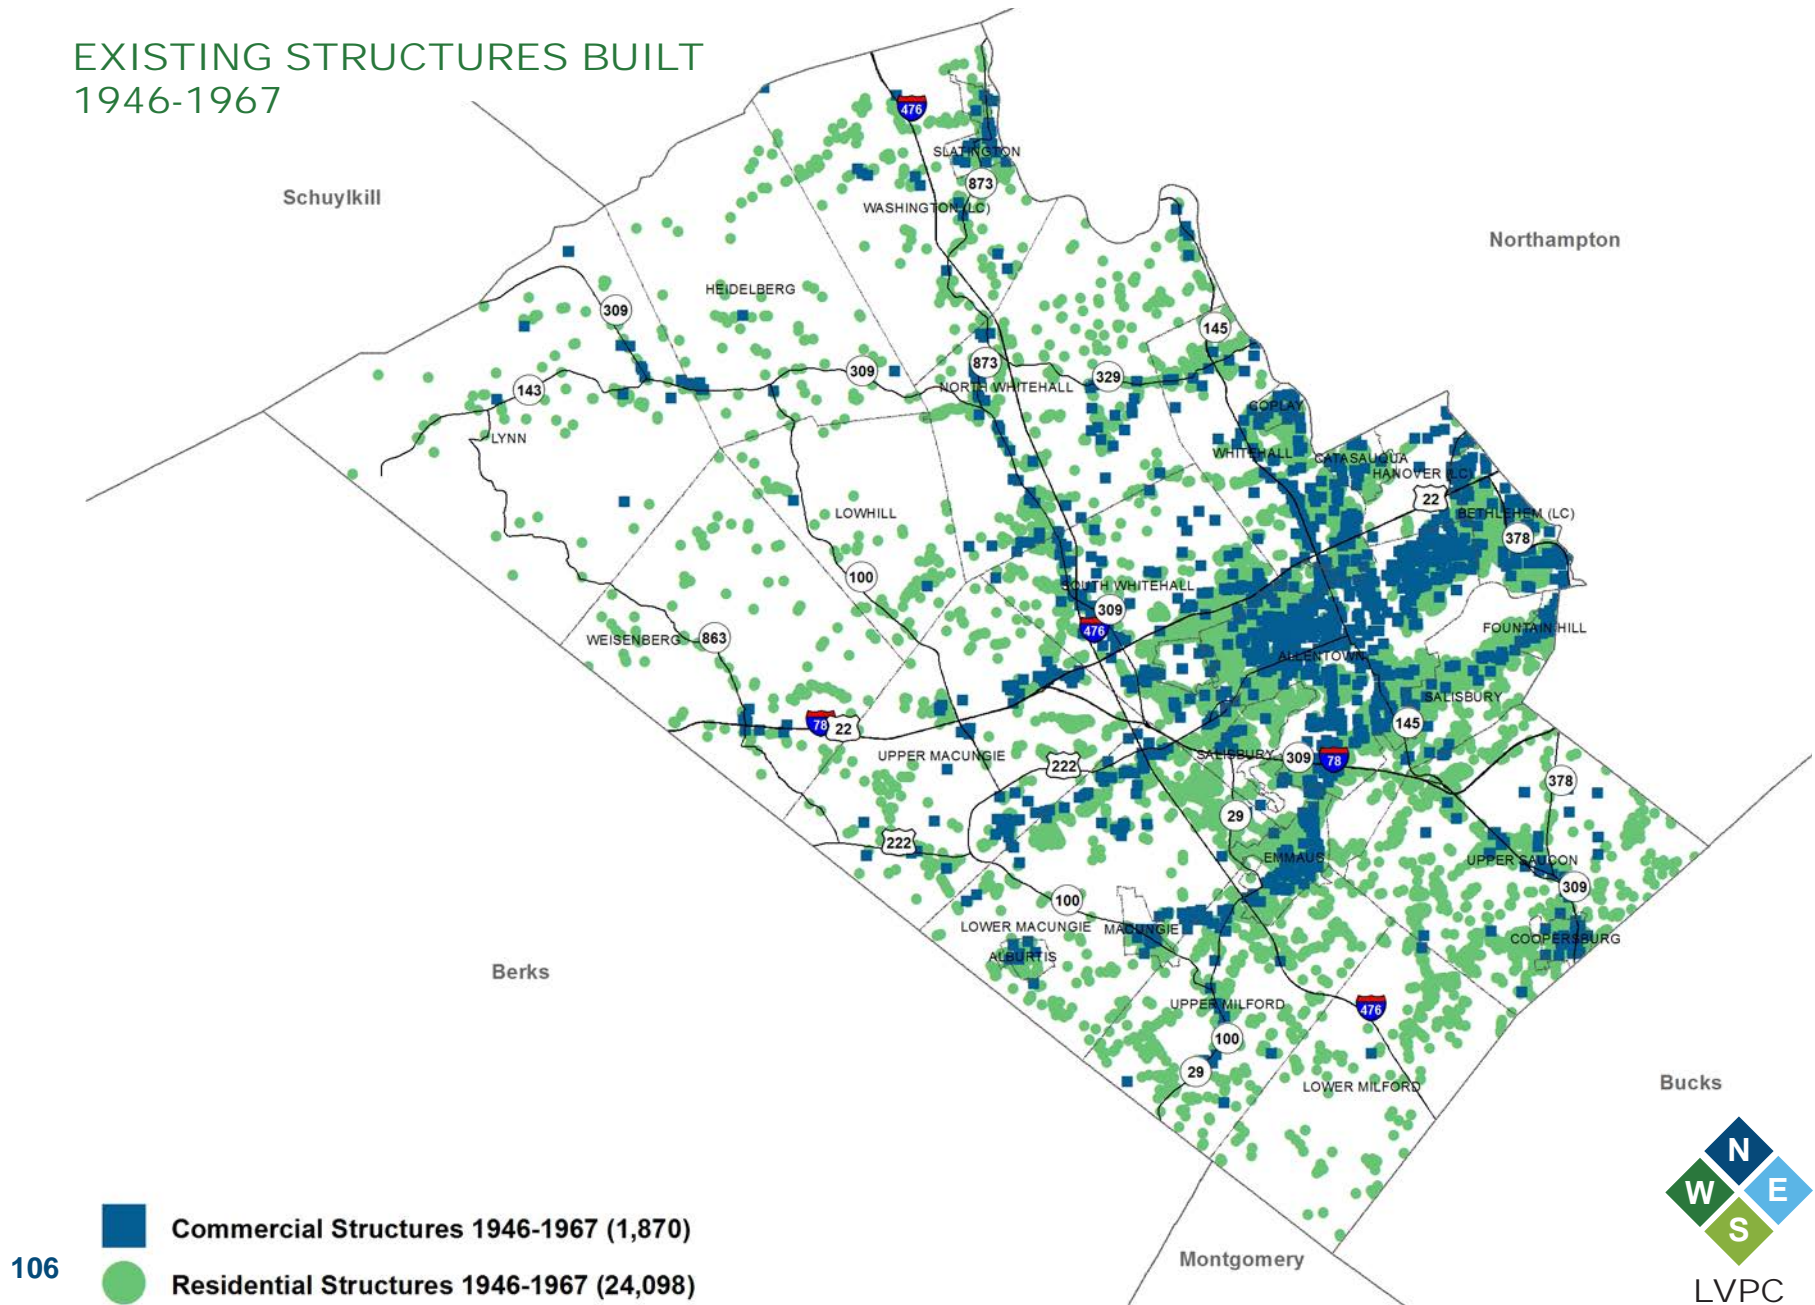 EXISTING STRUCTURES BUILT
1946-1967
476
SLATINGTON
Schuylkill
873
WASHINGTON (LC)
Northampton
HEIDELBERG
309
145
873
309
329
143
NORTH WHITEHALL
COPLAY
LYNN
WHITEHALL
CATASAUQUA
HANOVER (LC)
22
LOWHILL
BETHLEHEM (LC)
378
100
SOUTH WHITEHALL
309
476
FOUNTAIN HILL
WEISENBERG
863
ALLENTOWN
SALISBURY
78
22
145
UPPER MACUNGIE
SALISBURY
309
78
222
378
29
222
EMMAUS
UPPER SAUCON
309
100
LOWER MACUNGIE
MACUNGIE
COOPERSBURG
ALBURTIS
Berks
UPPER MILFORD
476
100
29
LOWER MILFORD
Bucks
N
W
E
S
LVPC
Commercial Structures 1946-1967 (1,870)
Montgomery
106
Residential Structures 1946-1967 (24,098)